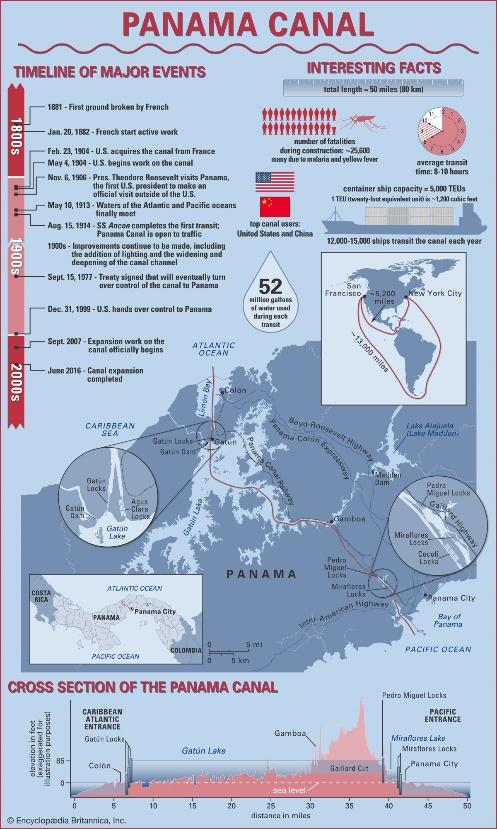 PANAMA CANAL
TIMELINE OF MAJOR EVENTS
1800s
1900s
2000s
1881 - First ground broken by French
Jan. 20, 1882 - French start active work
Feb. 23, 1904 - U.S. acquires the canal from France
May 4, 1904 - U.S. begins work on the canal
Nov. 6, 1906 - Pres. Theodore Roosevelt visits Panama,
the first U.S. president to make an
official visit outside of the U.S.
May 10, 1913 - Waters of the Atlantic and Pacific oceans
finally meet
Aug. 15, 1914 - SS Ancon completes the first transit;
Panama Canal is open to traffic
1900s - Improvements continue to be made, including
the addition of lighting and the widening and
deepening of the canal channel
Sept. 15, 1977 - Treaty signed that will eventually turn
over control of the canal to Panama
Dec. 31, 1999 - U.S. hands over control to Panama
Sept. 2007 - Expansion work on the
canal officially begins
June 2016 - Canal expansion
completed
INTERESTING FACTS
total length = 50 miles (80 km)
number of fatalities
during construction: ~25,600
many due to malaria and yellow fever
average transit
time: 8-10 hours
top canal users:
United States and China
container ship capacity = 5,000 TEUs
1 TEU (twenty-foot equivalent unit) is ~1,200 cubic feet
12,000-15,000 ships transit the canal each year
52
million gallons
of water used
during each
transit
San
Francisco
~5,200
miles
New York City
~13,000 miles
ATLANTIC
OCEAN
Limón Bay
Colón
CARIBBEAN
SEA
Gatún Locks
Gatún
Gatún Dam
Boyd-Roosevelt Highway
Panama-Colón Expressway
Panama Canal Railway
Lake Alajuela
(Lake Madden)
Madden
Dam
Gatún Lake
Gamboa
Gatún
Locks
Gatún
Dam
Agua
Clara
Locks
Gatún
Lake
Pedro
Miguel Locks
Gaillard Highway
Miraflores
Locks
Cocolí
Locks
PANAMA
Pedro
Miguel
Locks
Miraflores
Locks
Inter-American Highway
Panama City
Bay of
Panama
PACIFIC OCEAN
COSTA
RICA
ATLANTIC OCEAN
PANAMA
Panama City
PACIFIC OCEAN
COLOMBIA
0 5 mi
0 5 km
CROSS SECTION OF THE PANAMA CANAL
elevation in feet
(exaggerated for
illustration purposes)
85
0
CARIBBEAN
ATLANTIC
ENTRANCE
Gatún Locks
Colón
Gatún Lake
Gamboa
Gaillard Cut
sea level
Pedro Miguel Locks
PACIFIC
ENTRANCE
Miraflores Lake
Miraflores Locks
Panama City
0 5 10 15 20 25 30 35 40 45 50
distance in miles
© Encyclopædia Britannica, Inc.